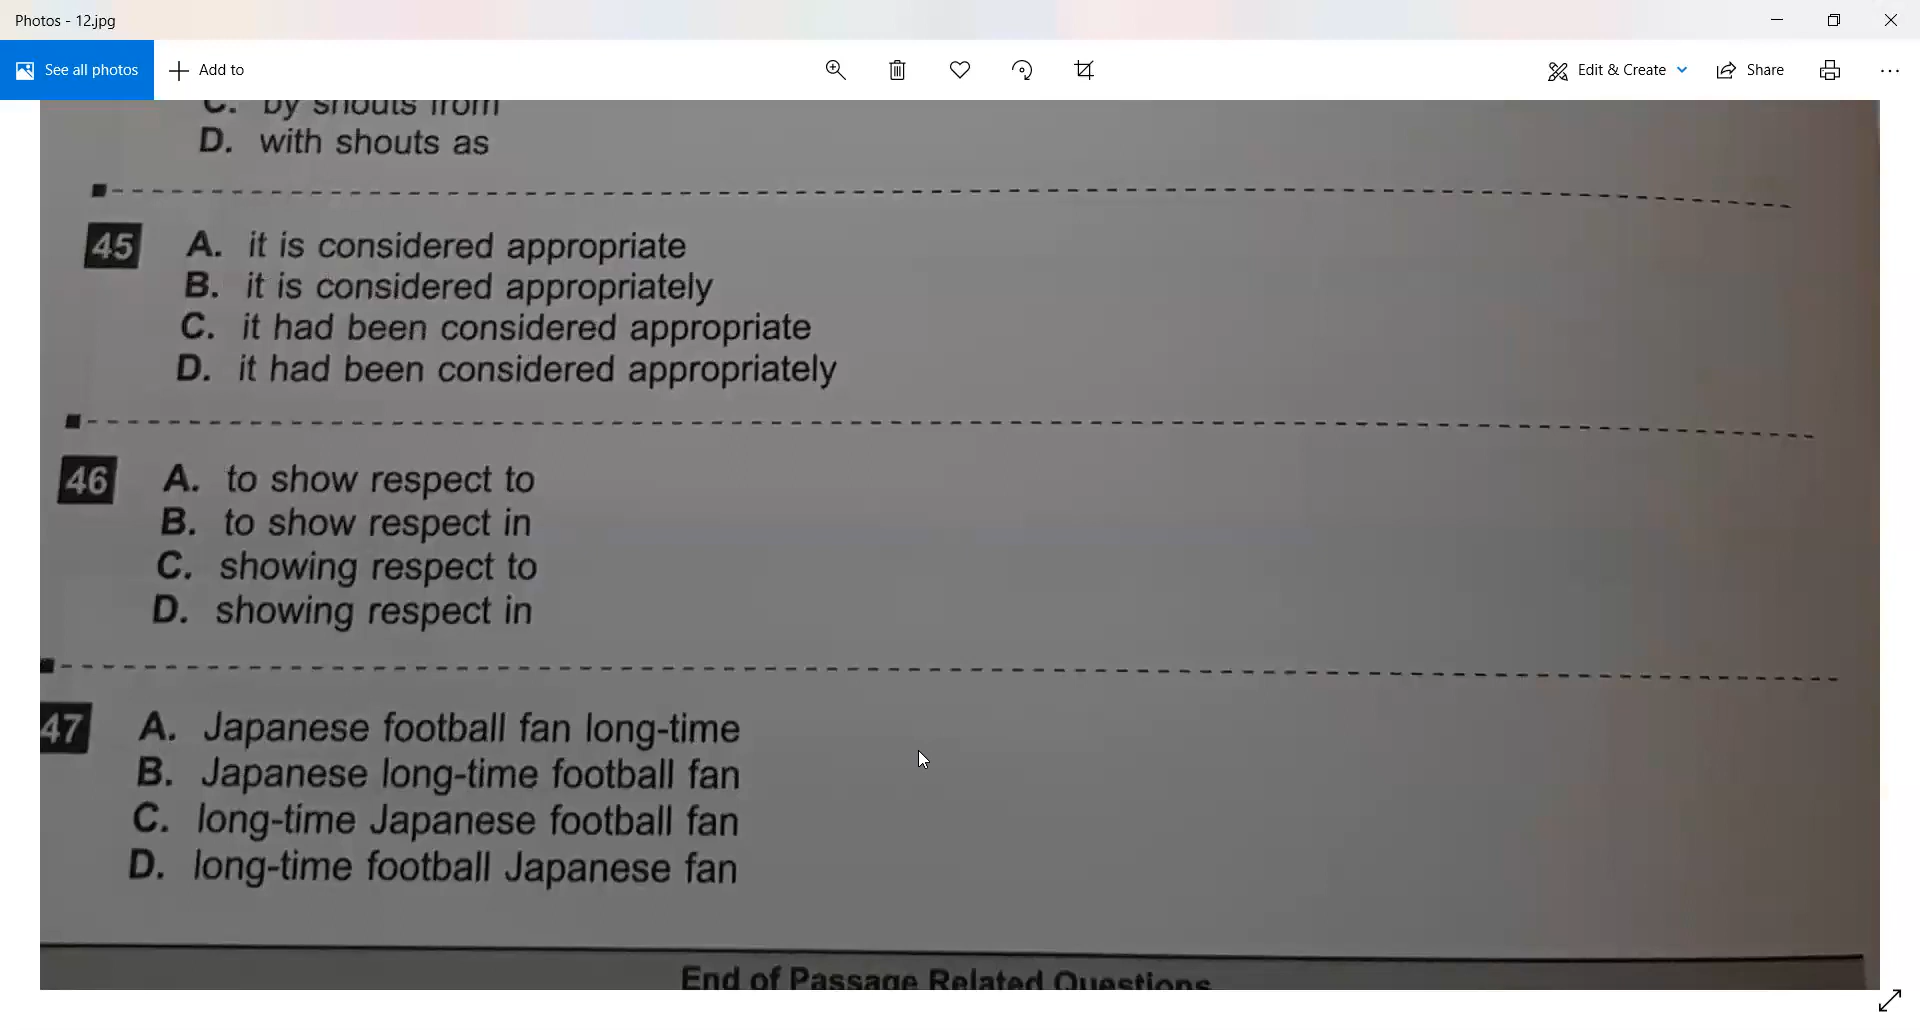 Photos - 12.jpg
See all photos
Add to
Edit & Create
Share
C. by shouts from
D. with shouts as
45 A. it is considered appropriate
B. it is considered appropriately
C. it had been considered appropriate
D. it had been considered appropriately
46 A. to show respect to
B. to show respect in
C. showing respect to
D. showing respect in
47 A. Japanese football fan long-time
B. Japanese long-time football fan
C. long-time Japanese football fan
D. long-time football Japanese fan
End of Passage Related Questions